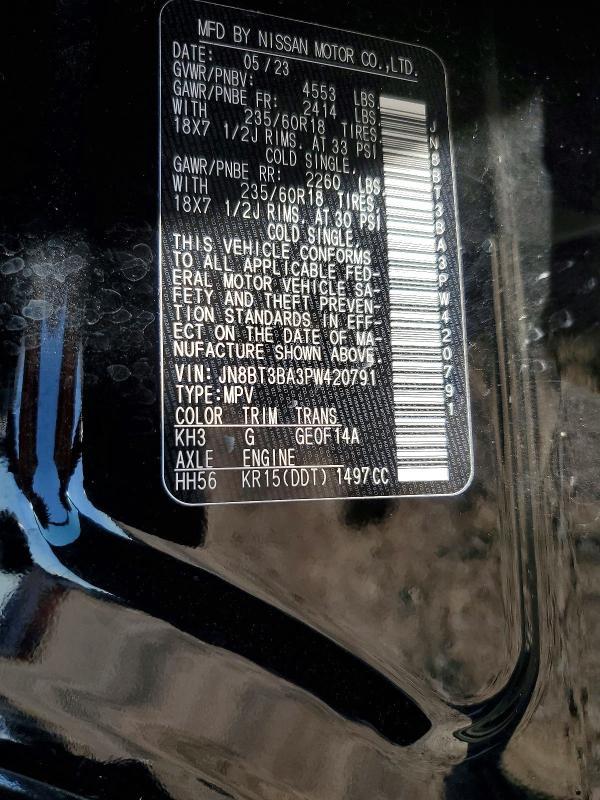 MFD BY NISSAN MOTOR CO.,LTD.
DATE: 05/23
GVWR/PNBV: 4553 LBS
GAWR/PNBE FR: 2414 LBS
WITH 235/60R18 TIRES,
18X7 1/2J RIMS, AT 33 PSI
COLD SINGLE,
GAWR/PNBE RR: 2260 LBS
WITH 235/60R18 TIRES,
18X7 1/2J RIMS, AT 30 PSI
COLD SINGLE,
THIS VEHICLE CONFORMS
TO ALL APPLICABLE FED-
ERAL MOTOR VEHICLE SA-
FETY AND THEFT PREVEN-
TION STANDARDS IN EFF-
ECT ON THE DATE OF MA-
NUFACTURE SHOWN ABOVE
VIN: JN8BT3BA3PW420791
TYPE:MPV
COLOR TRIM TRANS
KH3 G GE0F14A
AXLE ENGINE
HH56 KR15(DDT) 1497CC
JN8BT3BA3PW420791